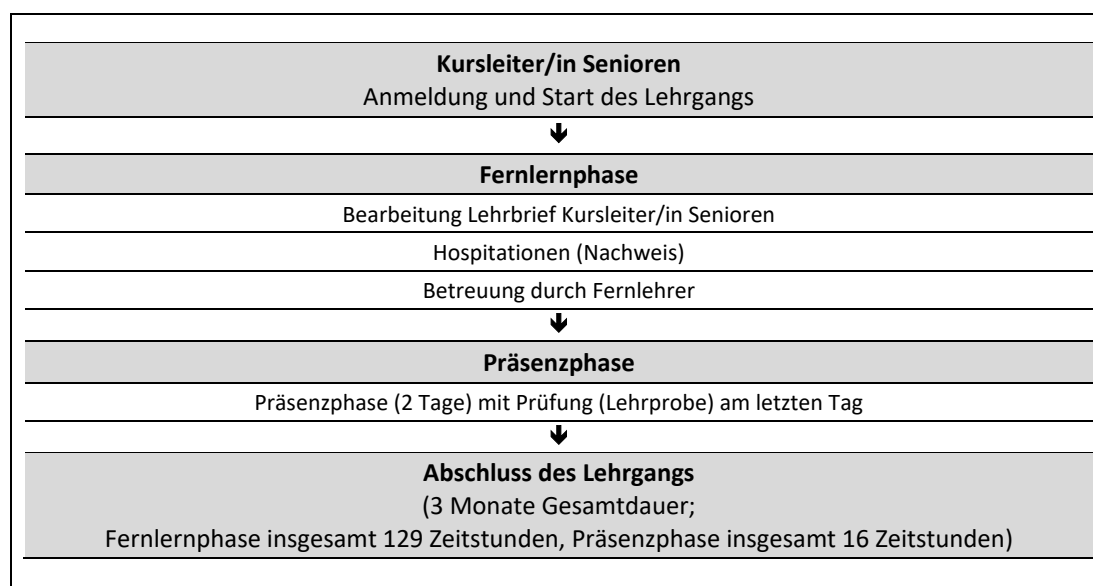 Kursleiter/in Senioren
Anmeldung und Start des Lehrgangs
🡻
Fernlernphase
Bearbeitung Lehrbrief Kursleiter/in Senioren
Hospitationen (Nachweis)
Betreuung durch Fernlehrer
🡻
Präsenzphase
Präsenzphase (2 Tage) mit Prüfung (Lehrprobe) am letzten Tag
🡻
Abschluss des Lehrgangs
(3 Monate Gesamtdauer;
Fernlernphase insgesamt 129 Zeitstunden, Präsenzphase insgesamt 16 Zeitstunden)